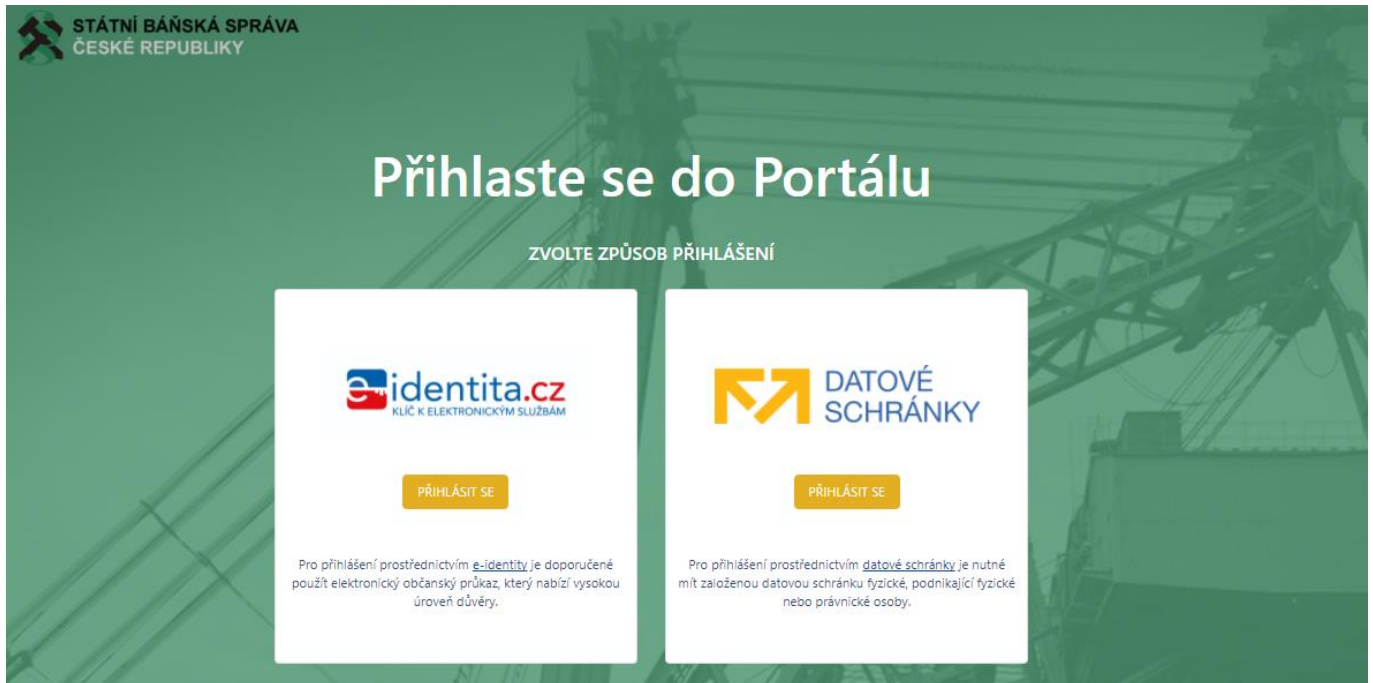 STÁTNÍ BÁŇSKÁ SPRÁVA
ČESKÉ REPUBLIKY
Přihlaste se do Portálu
ZVOLTE ZPŮSOB PŘIHLÁŠENÍ
e-identita.cz
KLÍČ K ELEKTRONICKÝM SLUŽBÁM
PŘIHLÁSIT SE
Pro přihlášení prostřednictvím e-identity je doporučené
použít elektronický občanský průkaz, který nabízí vysokou
úroveň důvěry.
DATOVÉ
SCHRÁNKY
PŘIHLÁSIT SE
Pro přihlášení prostřednictvím datové schránky je nutné
mít založenou datovou schránku fyzické, podnikající fyzické
nebo právnické osoby.